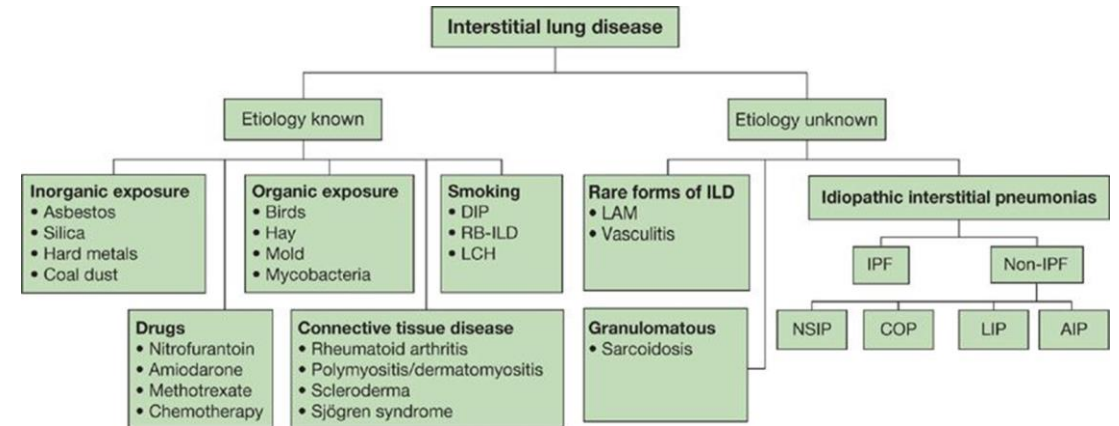 Interstitial lung disease
Etiology known
Etiology unknown
Inorganic exposure
• Asbestos
• Silica
• Hard metals
• Coal dust
Organic exposure
• Birds
• Hay
• Mold
• Mycobacteria
Smoking
• DIP
• RB-ILD
• LCH
Rare forms of ILD
• LAM
• Vasculitis
Idiopathic interstitial pneumonias
IPF
Non-IPF
NSIP
COP
LIP
AIP
Drugs
• Nitrofurantoin
• Amiodarone
• Methotrexate
• Chemotherapy
Connective tissue disease
• Rheumatoid arthritis
• Polymyositis/dermatomyositis
• Scleroderma
• Sjögren syndrome
Granulomatous
• Sarcoidosis